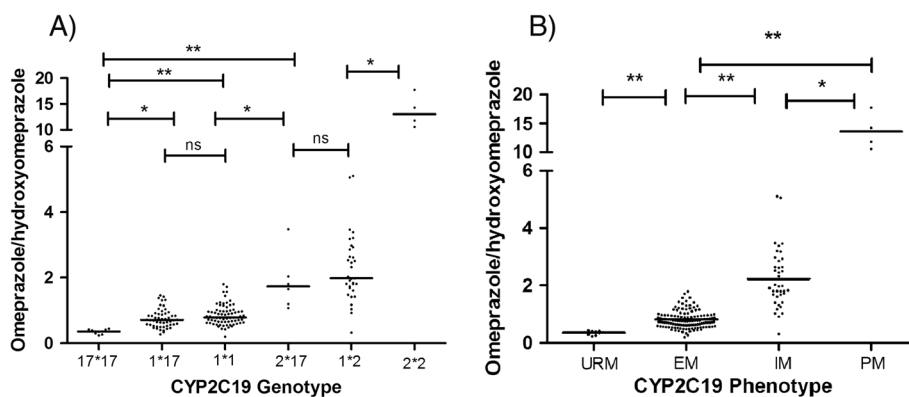 A)
**
**
*
*
*
ns
ns
20
15
10
6
4
2
0
Omeprazole/hydroxyomeprazole
17*17 1*17 1*1 2*17 1*2 2*2
CYP2C19 Genotype
B)
**
**
**
*
20
15
10
6
4
2
0
Omeprazole/hydroxyomeprazole
URM EM IM PM
CYP2C19 Phenotype